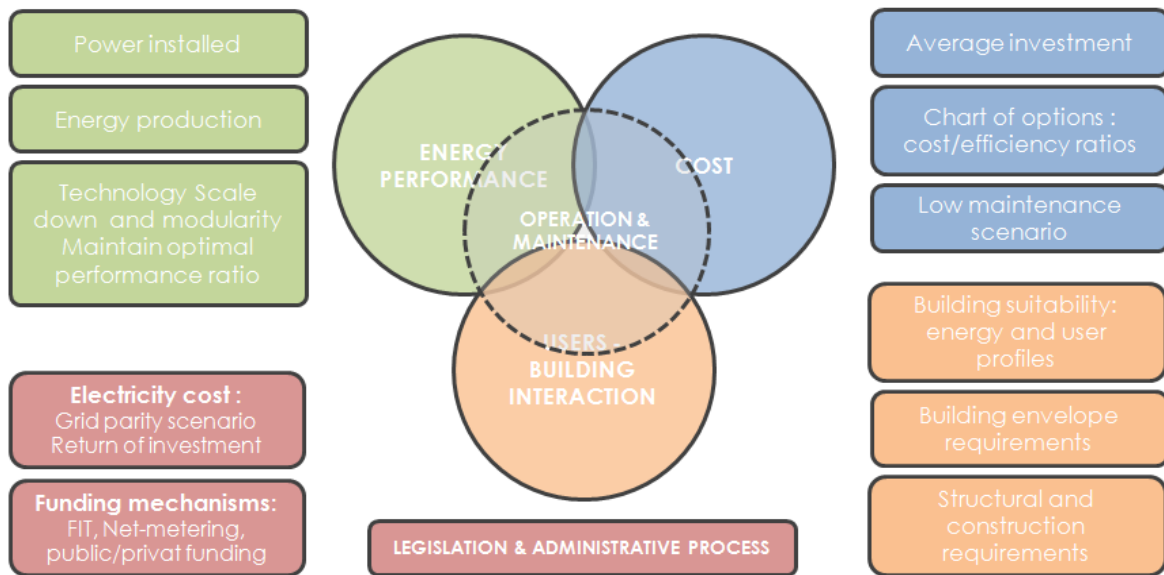 Power installed
Energy production
Technology Scale
down and modularity
Maintain optimal
performance ratio
Electricity cost :
Grid parity scenario
Return of investment
Funding mechanisms:
FIT, Net-metering,
public/privat funding
ENERGY
PERFORMANCE
COST
OPERATION &
MAINTENANCE
USERS -
BUILDING
INTERACTION
LEGISLATION & ADMINISTRATIVE PROCESS
Average investment
Chart of options :
cost/efficiency ratios
Low maintenance
scenario
Building suitability:
energy and user
profiles
Building envelope
requirements
Structural and
construction
requirements